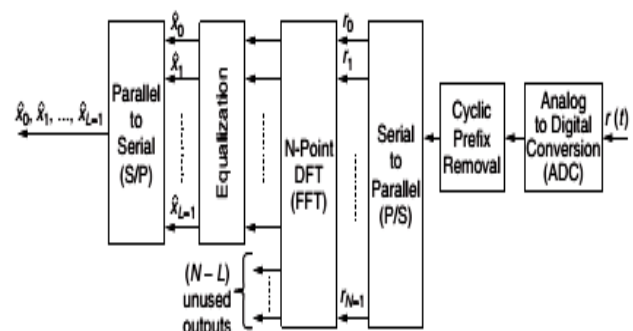 x̂₀
x̂₁
x̂L=1
x̂₀, x̂₁, ..., x̂L=1
Parallel
to
Serial
(S/P)
Equalization
(N – L)
unused
outputs
N-Point
DFT
(FFT)
r₀
r₁
rN=1
Serial
to
Parallel
(P/S)
Cyclic
Prefix
Removal
Analog
to Digital
Conversion
(ADC)
r (t)